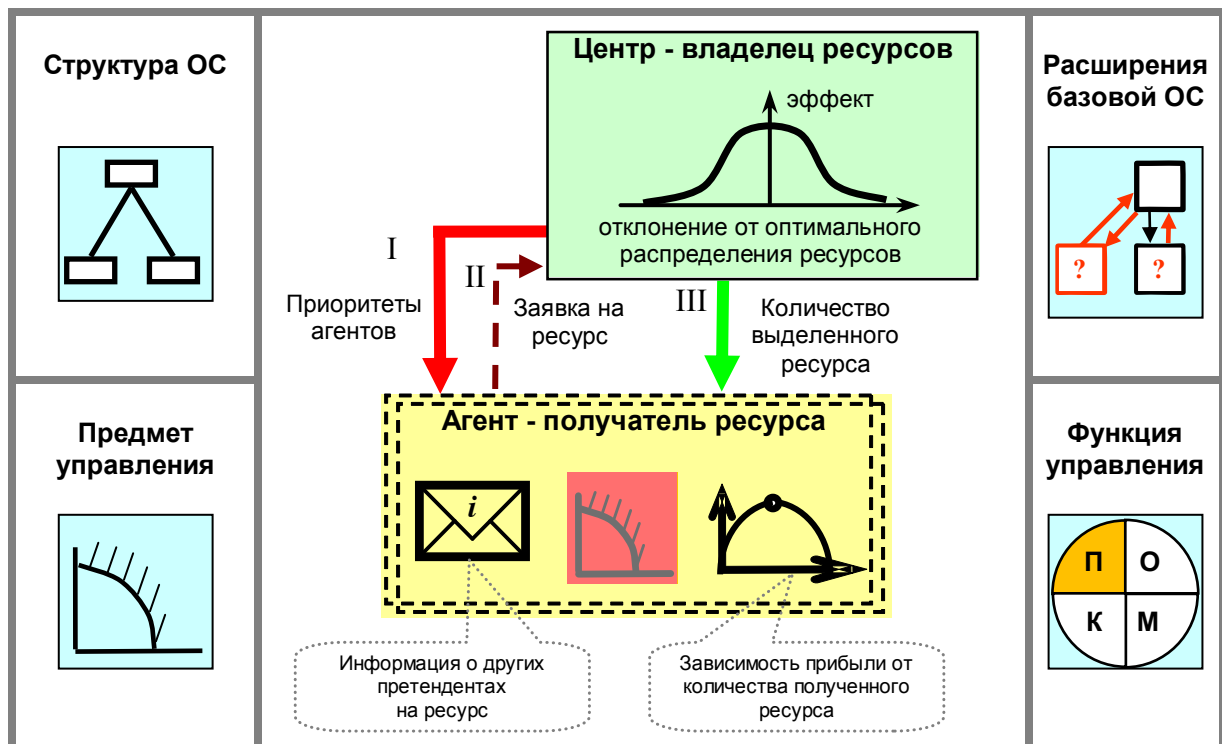 Структура ОС
Предмет
управления
Центр - владелец ресурсов
эффект
отклонение от оптимального
распределения ресурсов
I
II
III
Приоритеты
агентов
Заявка на
ресурс
Количество
выделенного
ресурса
Агент - получатель ресурса
i
Информация о других
претендентах
на ресурс
Зависимость прибыли от
количества полученного
ресурса
Расширения
базовой ОС
? ?
Функция
управления
П О
К М